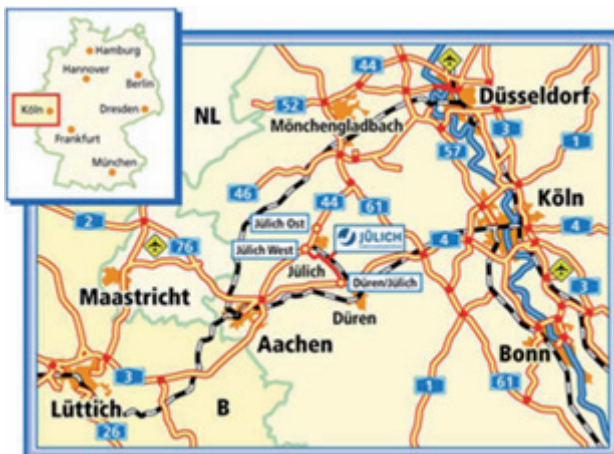 Hamburg
Hannover
Berlin
Köln
Dresden
Frankfurt
München
44
52
NL
Mönchengladbach
Düsseldorf
3
1
57
46
44
61
Köln
2
76
Jülich Ost
JÜLICH
Jülich West
4
4
Jülich
Düren/Jülich
3
Maastricht
Düren
Aachen
Bonn
3
1
61
Lüttich
B
26